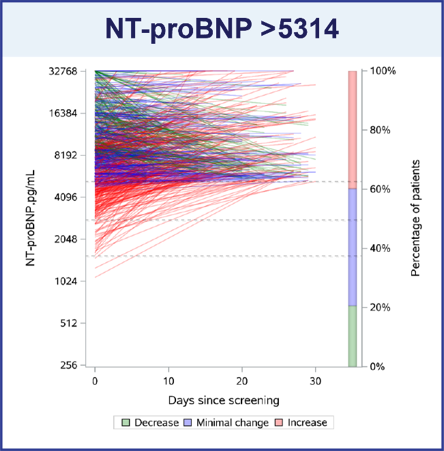 NT-proBNP >5314
NT-proBNP.pg/mL
32768
16384
8192
4096
2048
1024
512
256
0
10
20
30
Days since screening
100%
80%
60%
40%
20%
0%
Percentage of patients
Decrease
Minimal change
Increase